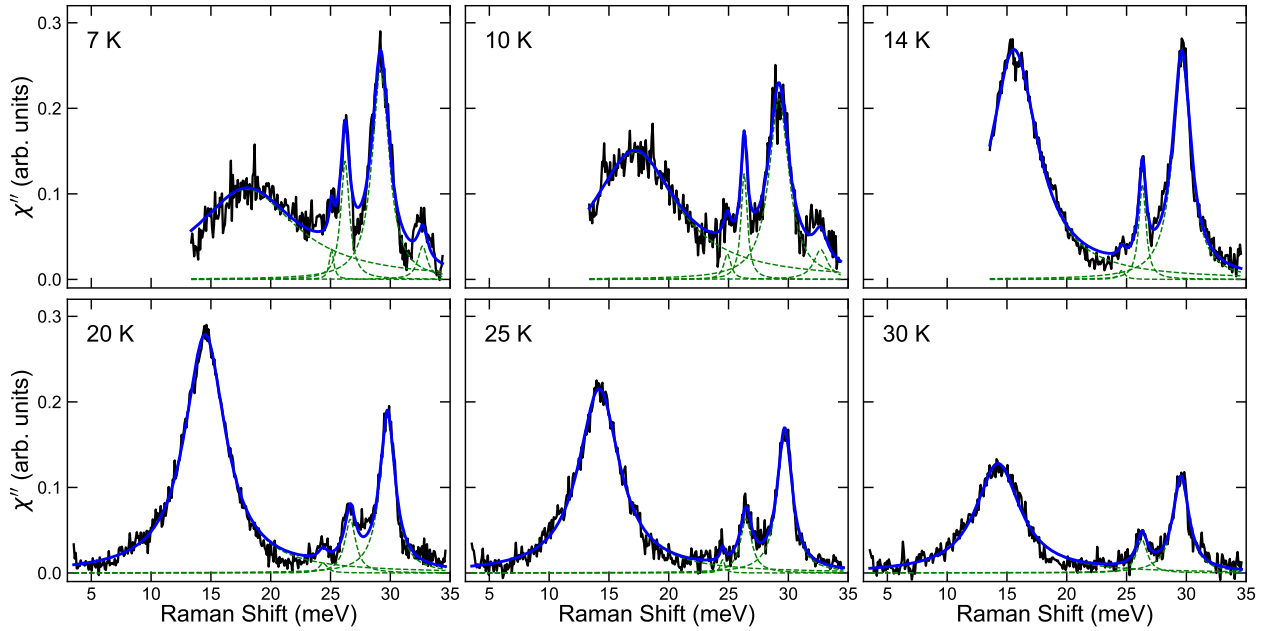 7 K
10 K
14 K
0.3
0.2
0.1
0.0
χ′′ (arb. units)
20 K
25 K
30 K
0.3
0.2
0.1
0.0
χ′′ (arb. units)
5 10 15 20 25 30 35
5 10 15 20 25 30 35
5 10 15 20 25 30 35
Raman Shift (meV)
Raman Shift (meV)
Raman Shift (meV)